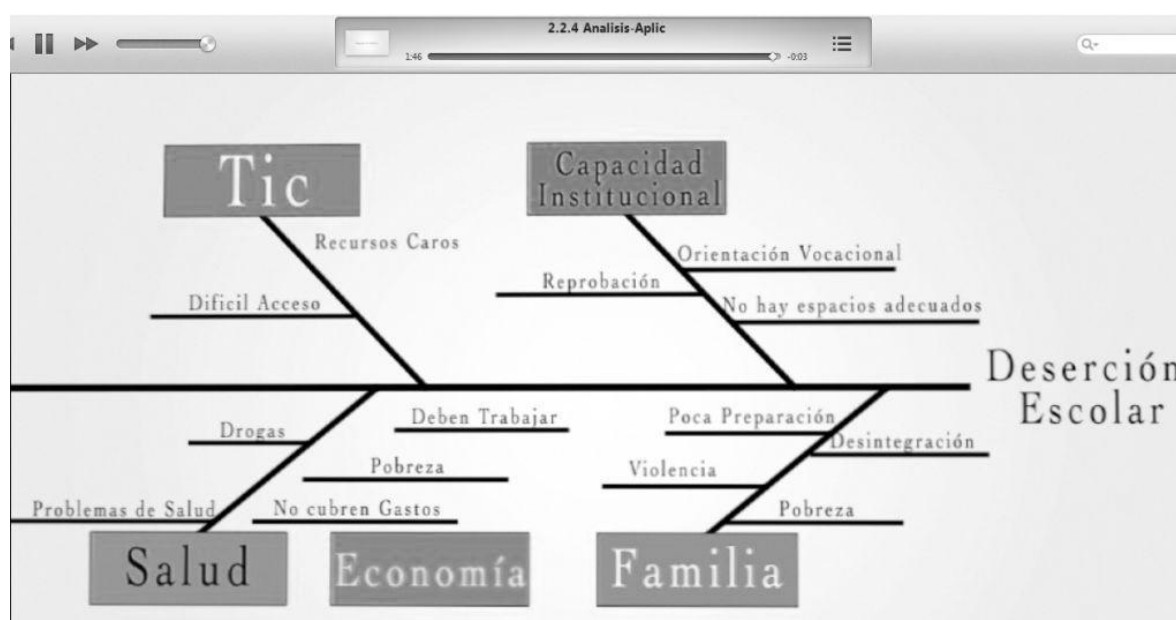 2.2.4 Analisis-Aplic
1:46
-0:03
Tic
Capacidad
Institucional
Recursos Caros
Orientación Vocacional
Reprobación
Dificil Acceso
No hay espacios adecuados
Deserción
Escolar
Deben Trabajar
Poca Preparación
Drogas
Desintegración
Pobreza
Violencia
Problemas de Salud
No cubren Gastos
Pobreza
Salud
Economía
Familia